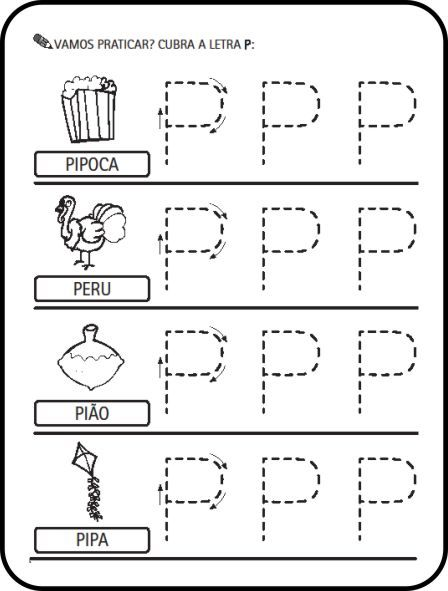 VAMOS PRATICAR? CUBRA A LETRA P:
P P P
PIPOCA
P P P
PERU
P P P
PIÃO
P P P
PIPA